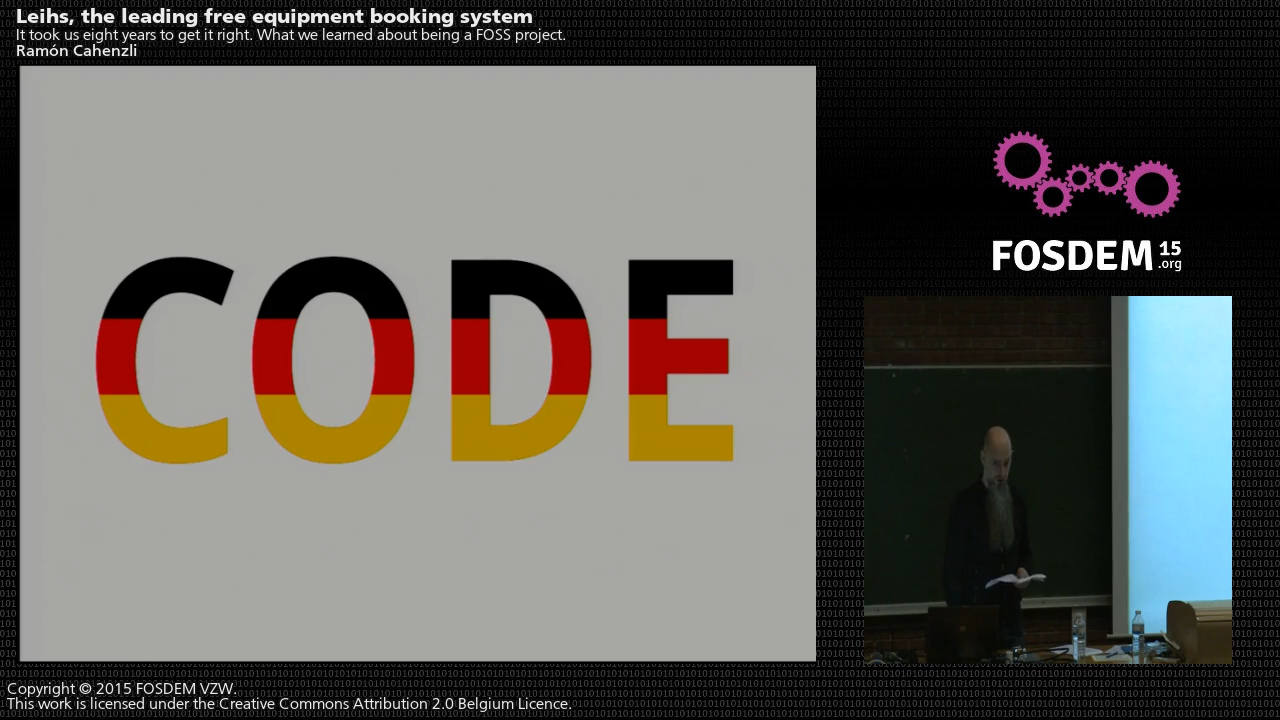 Leihs, the leading free equipment booking system
It took us eight years to get it right. What we learned about being a FOSS project.
Ramón Cahenzli
CODE
FOSDEM 15
.org
Copyright © 2015 FOSDEM VZW.
This work is licensed under the Creative Commons Attribution 2.0 Belgium Licence.